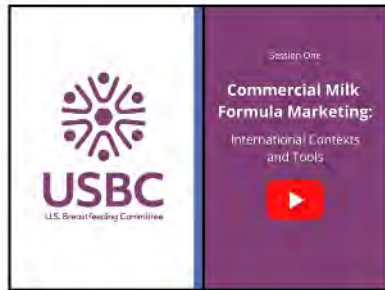 USBC
U.S. Breastfeeding Committee
Session One
Commercial Milk
Formula Marketing:
International Contexts
and Tools